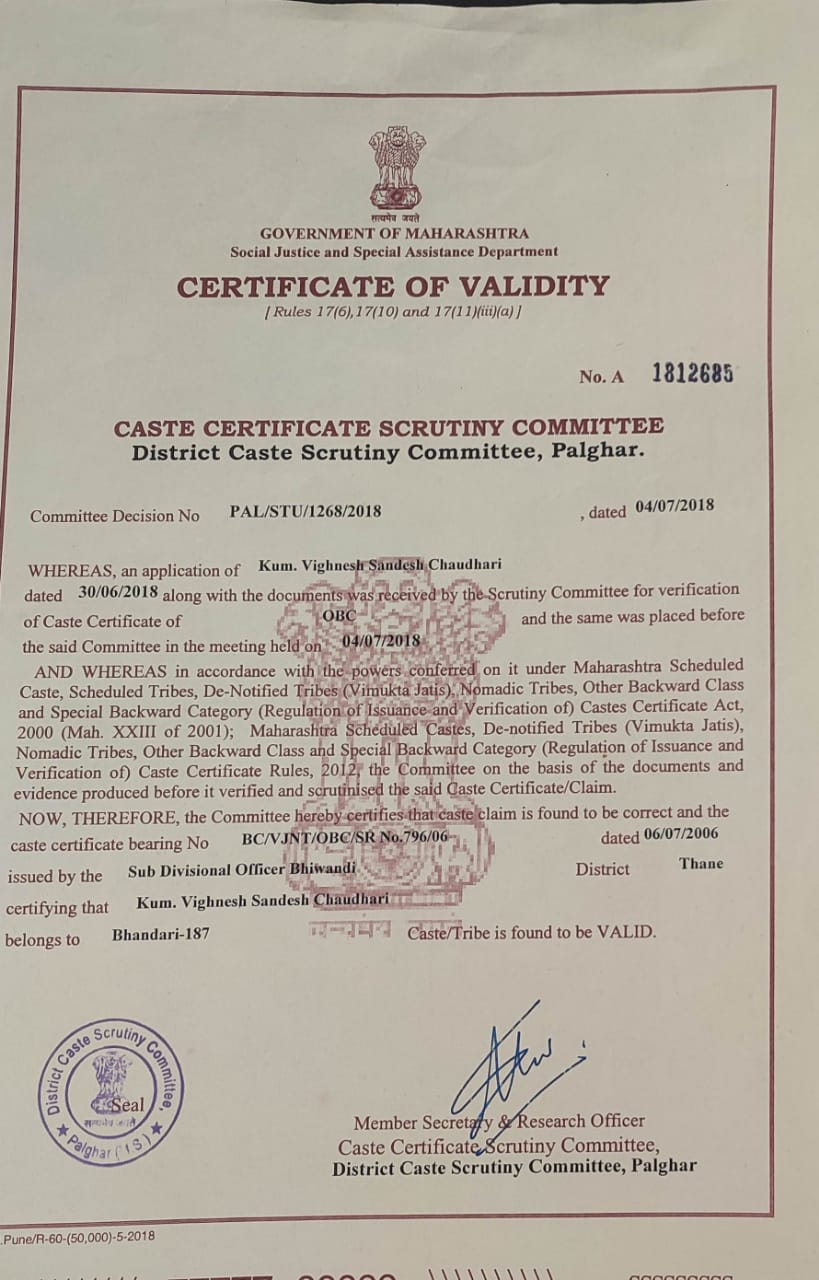 सत्यमेव जयते
GOVERNMENT OF MAHARASHTRA
Social Justice and Special Assistance Department
CERTIFICATE OF VALIDITY
[ Rules 17(6),17(10) and 17(11)(iii)(a) ]
No. A 1812685
CASTE CERTIFICATE SCRUTINY COMMITTEE
District Caste Scrutiny Committee, Palghar.
Committee Decision No PAL/STU/1268/2018 , dated 04/07/2018
WHEREAS, an application of Kum. Vighnesh Sandesh Chaudhari
dated 30/06/2018 along with the documents was received by the Scrutiny Committee for verification
of Caste Certificate of OBC and the same was placed before
the said Committee in the meeting held on 04/07/2018
AND WHEREAS in accordance with the powers conferred on it under Maharashtra Scheduled
Caste, Scheduled Tribes, De-Notified Tribes (Vimukta Jatis), Nomadic Tribes, Other Backward Class
and Special Backward Category (Regulation of Issuance and Verification of) Castes Certificate Act,
2000 (Mah. XXIII of 2001); Maharashtra Scheduled Castes, De-notified Tribes (Vimukta Jatis),
Nomadic Tribes, Other Backward Class and Special Backward Category (Regulation of Issuance and
Verification of) Caste Certificate Rules, 2012, the Committee on the basis of the documents and
evidence produced before it verified and scrutinised the said Caste Certificate/Claim.
NOW, THEREFORE, the Committee hereby certifies that caste claim is found to be correct and the
caste certificate bearing No BC/VJNT/OBC/SR No.796/06 dated 06/07/2006
issued by the Sub Divisional Officer Bhiwandi District Thane
certifying that Kum. Vighnesh Sandesh Chaudhari
belongs to Bhandari-187 Caste/Tribe is found to be VALID.
District Caste Scrutiny Committee,
Seal
सत्यमेव जयते
Palghar
Member Secretary & Research Officer
Caste Certificate Scrutiny Committee,
District Caste Scrutiny Committee, Palghar
.Pune/R-60-(50,000)-5-2018